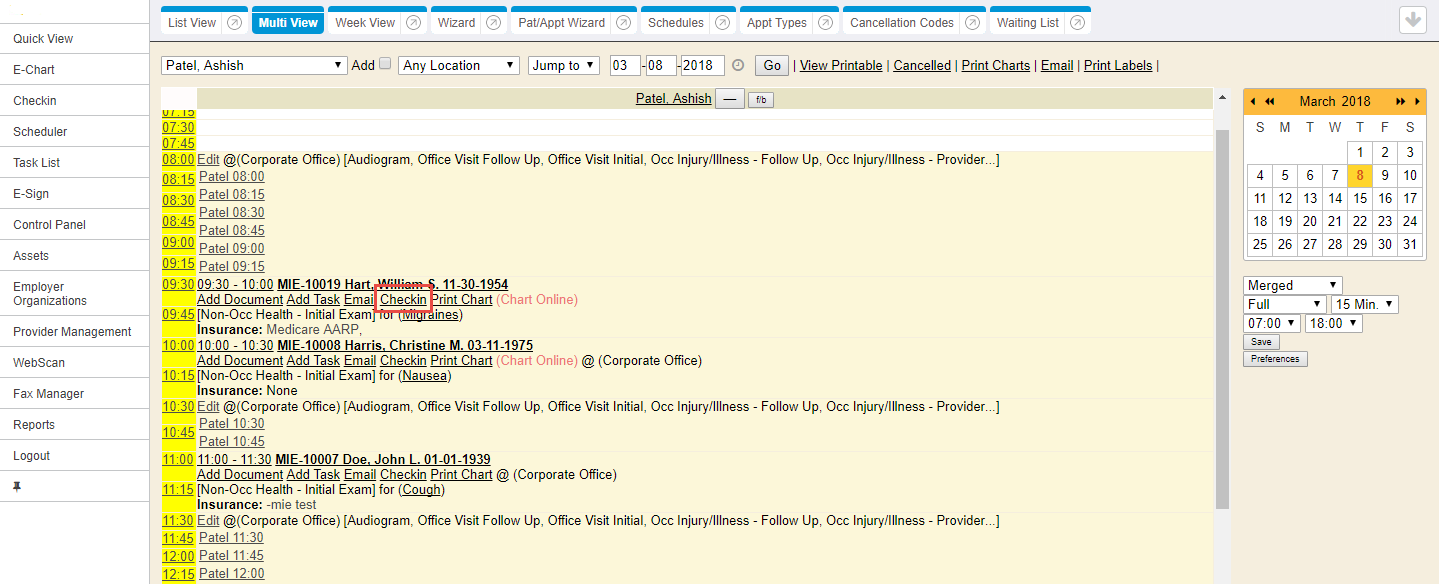 List View Multi View Week View Wizard Pat/Appt Wizard Schedules Appt Types Cancellation Codes Waiting List
Quick View
E-Chart
Checkin
Scheduler
Task List
E-Sign
Control Panel
Assets
Employer
Organizations
Provider Management
WebScan
Fax Manager
Reports
Logout
Patel, Ashish Add Any Location Jump to 03 -08 -2018 Go | View Printable | Cancelled | Print Charts | Email | Print Labels |
Patel, Ashish — f/b
07:15
07:30
07:45
08:00 Edit @(Corporate Office) [Audiogram, Office Visit Follow Up, Office Visit Initial, Occ Injury/Illness - Follow Up, Occ Injury/Illness - Provider...]
Patel 08:00
08:15 Patel 08:15
08:30 Patel 08:30
08:45 Patel 08:45
09:00 Patel 09:00
09:15 Patel 09:15
09:30 09:30 - 10:00 MIE-10019 Hart, William S. 11-30-1954
Add Document Add Task Email Checkin Print Chart (Chart Online)
09:45 [Non-Occ Health - Initial Exam] for (Migraines)
Insurance: Medicare AARP,
10:00 10:00 - 10:30 MIE-10008 Harris, Christine M. 03-11-1975
Add Document Add Task Email Checkin Print Chart (Chart Online) @ (Corporate Office)
10:15 [Non-Occ Health - Initial Exam] for (Nausea)
Insurance: None
10:30 Edit @(Corporate Office) [Audiogram, Office Visit Follow Up, Office Visit Initial, Occ Injury/Illness - Follow Up, Occ Injury/Illness - Provider...]
Patel 10:30
10:45 Patel 10:45
11:00 11:00 - 11:30 MIE-10007 Doe, John L. 01-01-1939
Add Document Add Task Email Checkin Print Chart @ (Corporate Office)
11:15 [Non-Occ Health - Initial Exam] for (Cough)
Insurance: -mie test
11:30 Edit @(Corporate Office) [Audiogram, Office Visit Follow Up, Office Visit Initial, Occ Injury/Illness - Follow Up, Occ Injury/Illness - Provider...]
11:45 Patel 11:30
12:00 Patel 11:45
12:15 Patel 12:00
March 2018
S M T W T F S
1 2 3
4 5 6 7 8 9 10
11 12 13 14 15 16 17
18 19 20 21 22 23 24
25 26 27 28 29 30 31
Merged
Full 15 Min.
07:00 18:00
Save
Preferences